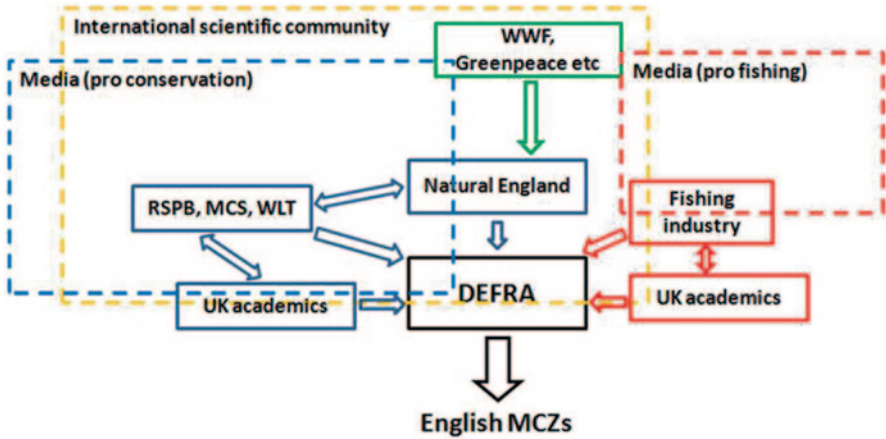 International scientific community
WWF,
Greenpeace etc
Media (pro conservation)
Media (pro fishing)
Natural England
RSPB, MCS, WLT
Fishing
industry
DEFRA
UK academics
UK academics
English MCZs